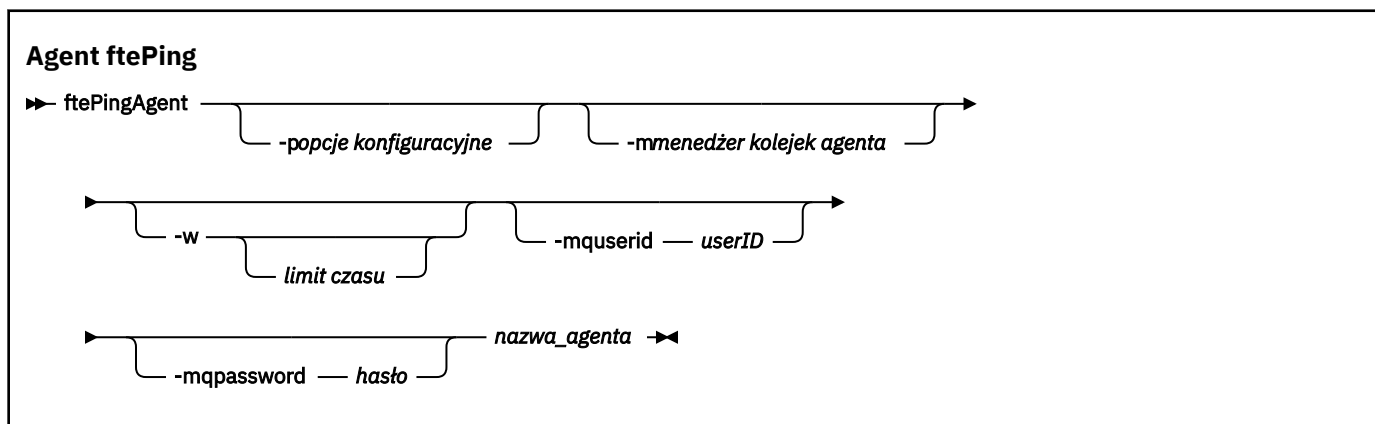 Agent ftePing
ftePingAgent
-popcje konfiguracyjne
-mmenedżer kolejek agenta
-w
limit czasu
-mquserid userID
-mqpassword hasło
nazwa_agenta